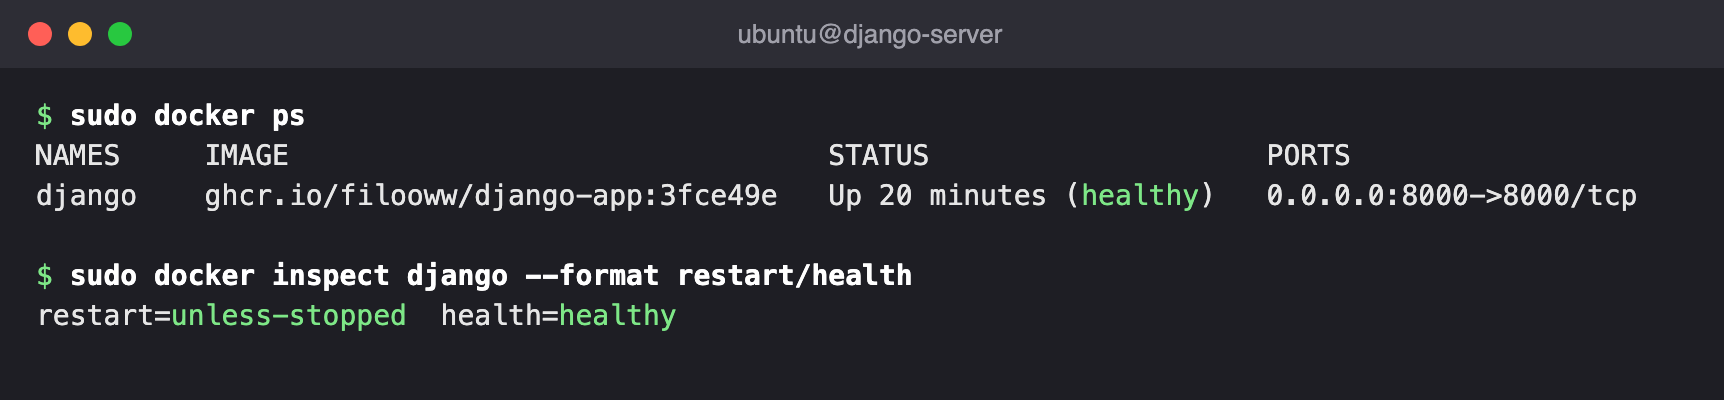 ubuntu@django-server
$ sudo docker ps
NAMES     IMAGE                                STATUS                    PORTS
django    ghcr.io/filooww/django-app:3fce49e   Up 20 minutes (healthy)   0.0.0.0:8000->8000/tcp
$ sudo docker inspect django --format restart/health
restart=unless-stopped  health=healthy